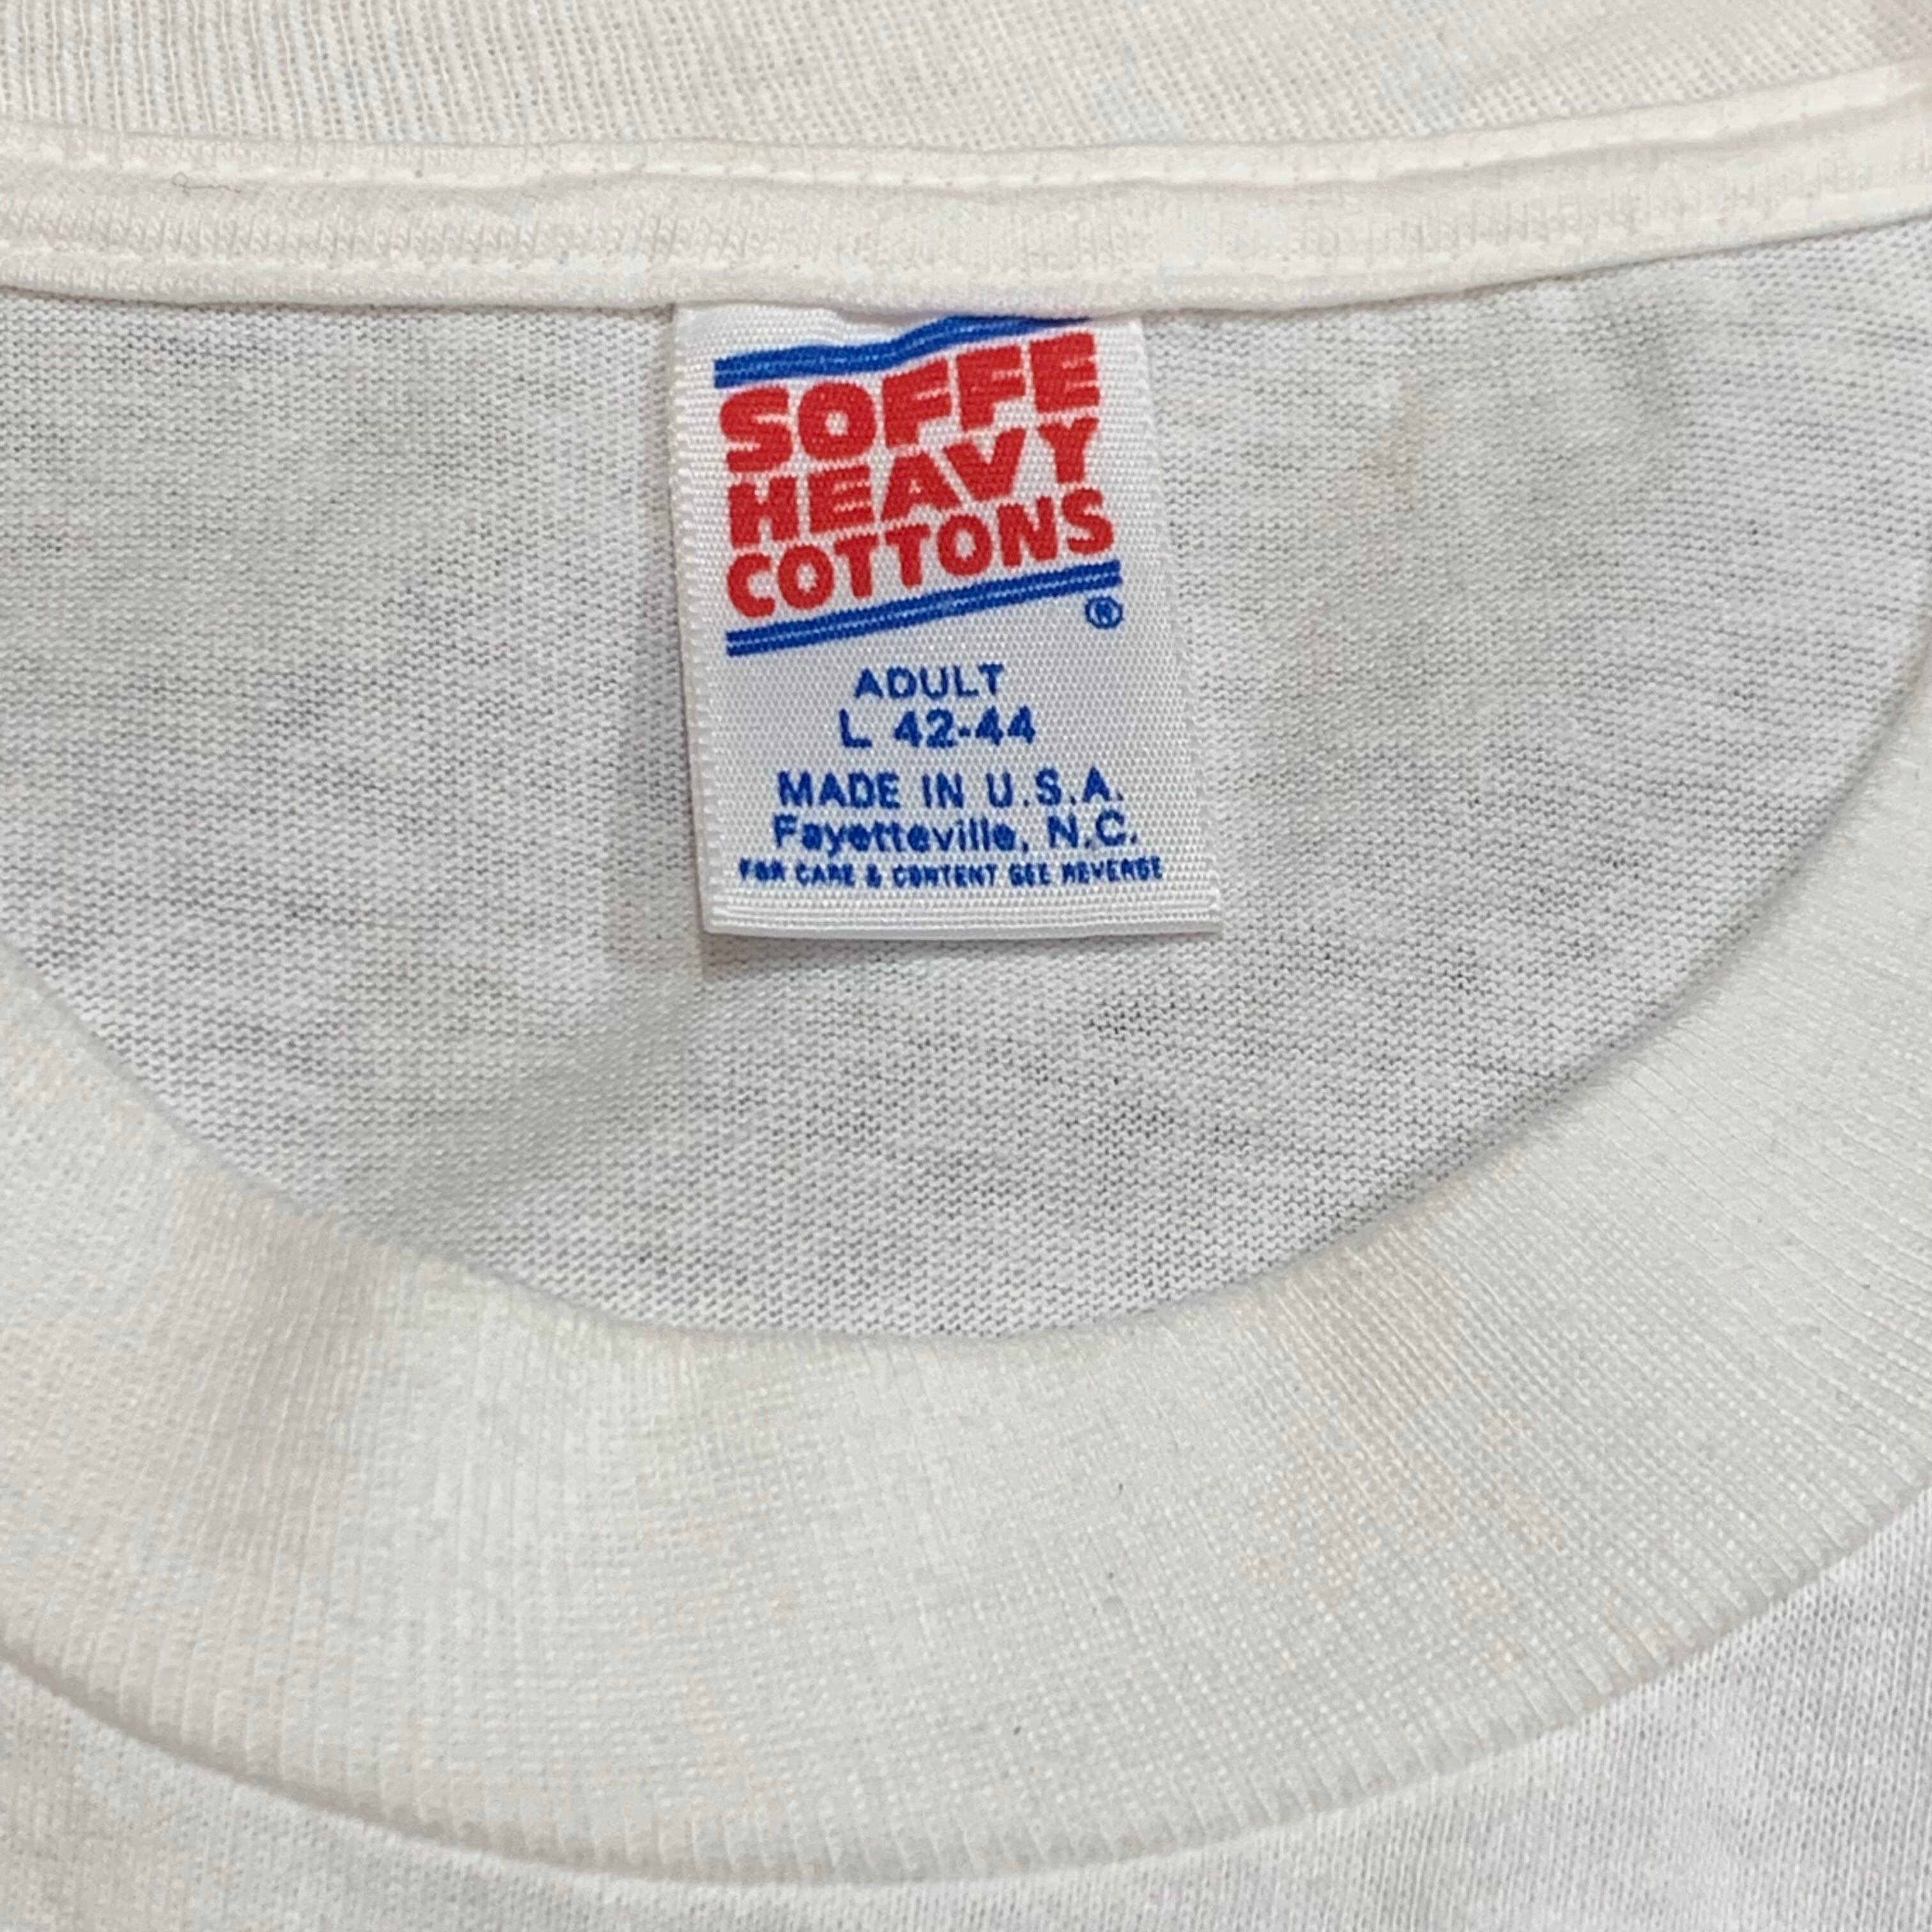 SOFFE
HEAVY
COTTONS
®
ADULT
L 42-44
MADE IN U.S.A.
Fayetteville, N.C.
FOR CARE & CONTENT SEE REVERSE